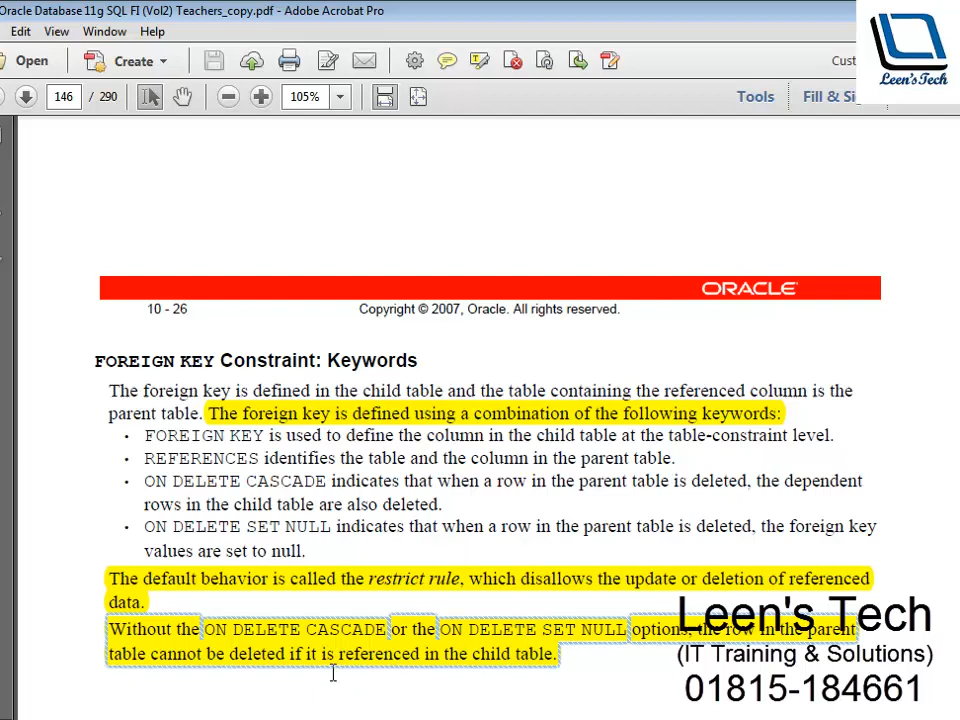 Oracle Database 11g SQL FI (Vol2) Teachers_copy.pdf - Adobe Acrobat Pro
Edit View Window Help
Open Create Cust
146 / 290 105% Tools Fill & Si
Leen'sTech
ORACLE
10 - 26 Copyright © 2007, Oracle. All rights reserved.
FOREIGN KEY Constraint: Keywords
The foreign key is defined in the child table and the table containing the referenced column is the
parent table. The foreign key is defined using a combination of the following keywords:
• FOREIGN KEY is used to define the column in the child table at the table-constraint level.
• REFERENCES identifies the table and the column in the parent table.
• ON DELETE CASCADE indicates that when a row in the parent table is deleted, the dependent
rows in the child table are also deleted.
• ON DELETE SET NULL indicates that when a row in the parent table is deleted, the foreign key
values are set to null.
The default behavior is called the restrict rule, which disallows the update or deletion of referenced
data.
Without the ON DELETE CASCADE or the ON DELETE SET NULL options, the row in the parent
table cannot be deleted if it is referenced in the child table.
Leen's Tech
(IT Training & Solutions)
01815-184661